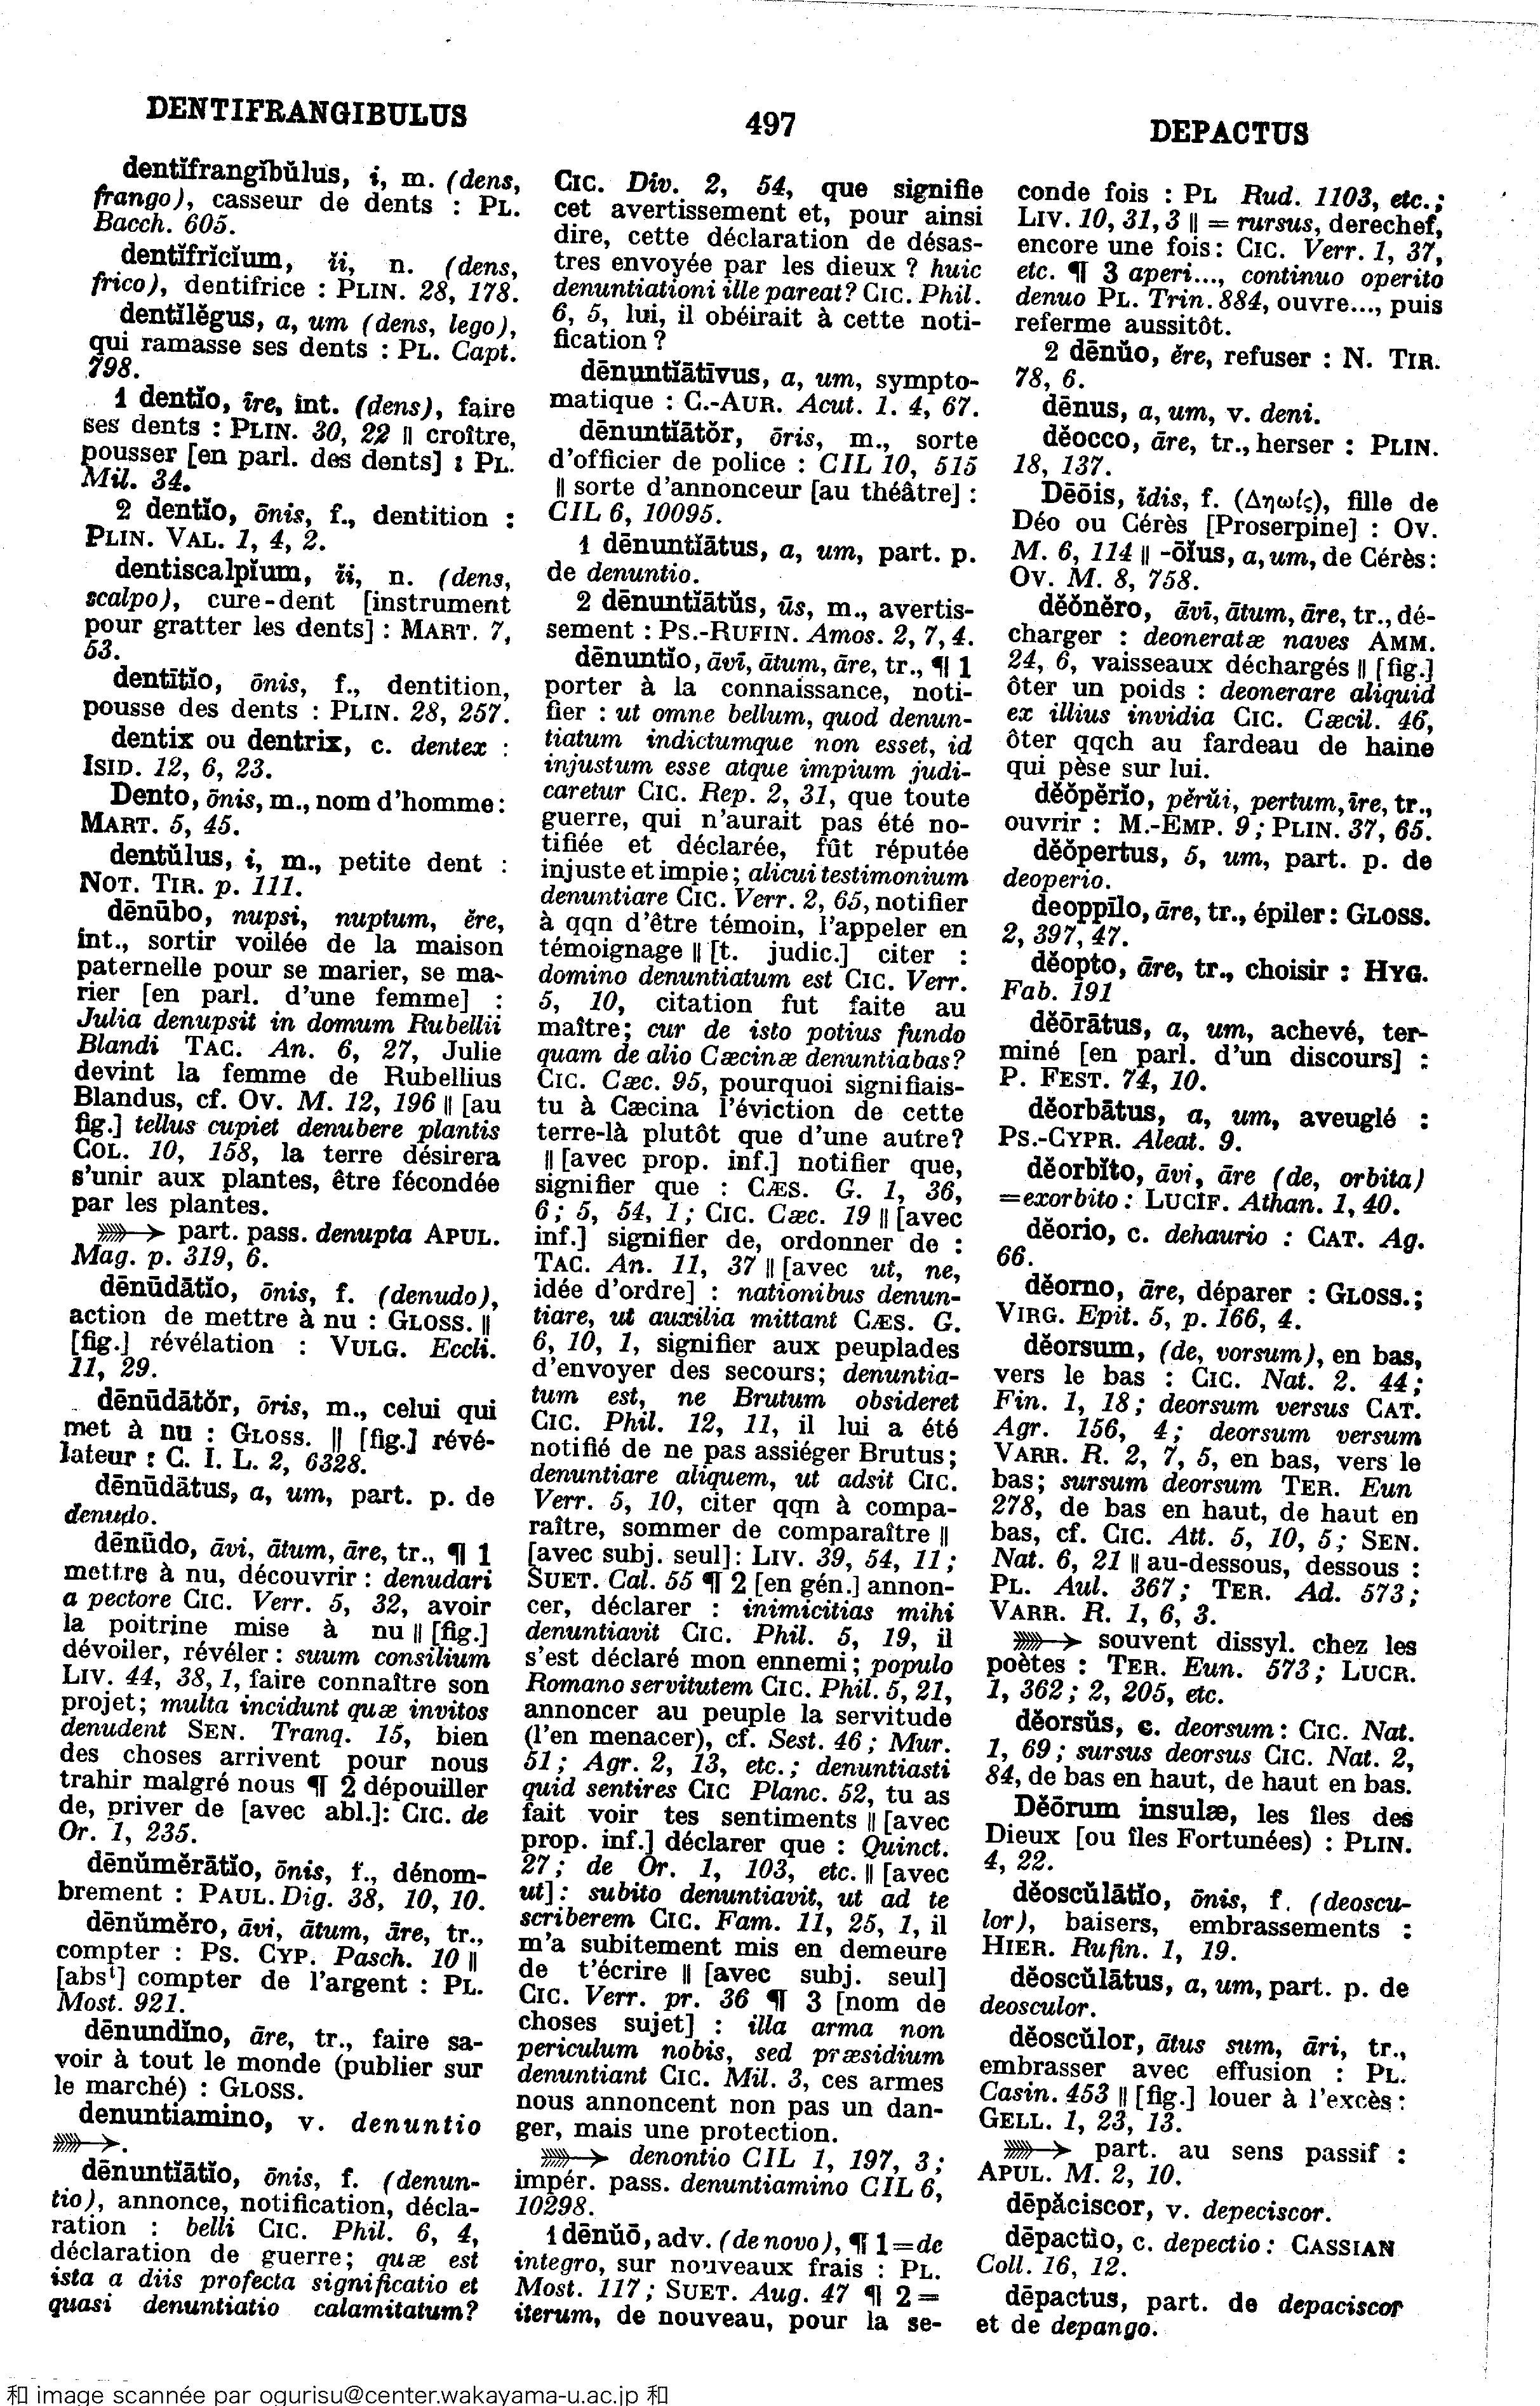 DENTIFRANGIBULUS
497
DEPACTUS
dentĭfrangĭbŭlus, i, m. (dens,
frango), casseur de dents : PL.
Bacch. 605.
dentĭfrĭcĭum, ĭi, n. (dens,
frico), dentifrice : PLIN. 28, 178.
dentĭlĕgus, a, um (dens, lego),
qui ramasse ses dents : PL. Capt.
798.
1 dentĭo, īre, int. (dens), faire
ses dents : PLIN. 30, 22 || croître,
pousser [en parl. des dents] : PL.
Mil. 34.
2 dentĭo, ōnis, f., dentition :
PLIN. VAL. 1, 4, 2.
dentiscalpĭum, ĭi, n. (dens,
scalpo), cure-dent [instrument
pour gratter les dents] : MART. 7,
53.
dentītĭo, ōnis, f., dentition,
pousse des dents : PLIN. 28, 257.
dentix ou dentrix, c. dentex :
ISID. 12, 6, 23.
Dento, ōnis, m., nom d'homme :
MART. 5, 45.
dentŭlus, i, m., petite dent :
NOT. TIR. p. 111.
dēnūbo, nupsi, nuptum, ĕre,
int., sortir voilée de la maison
paternelle pour se marier, se ma-
rier [en parl. d'une femme] :
Julia denupsit in domum Rubellii
Blandi TAC. An. 6, 27, Julie
devint la femme de Rubellius
Blandus, cf. OV. M. 12, 196 || [au
fig.] tellus cupiet denubere plantis
COL. 10, 158, la terre désirera
s'unir aux plantes, être fécondée
par les plantes.
part. pass. denupta APUL.
Mag. p. 319, 6.
dēnūdātĭo, ōnis, f. (denudo),
action de mettre à nu : GLOSS. ||
[fig.] révélation : VULG. Eccli.
11, 29.
dēnūdātŏr, ōris, m., celui qui
met à nu : GLOSS. || [fig.] révé-
lateur : C. I. L. 2, 6328.
dēnūdātus, a, um, part. p. de
denudo.
dēnūdo, āvi, ātum, āre, tr., ¶ 1
mettre à nu, découvrir : denudari
a pectore CIC. Verr. 5, 32, avoir
la poitrine mise à nu || [fig.]
dévoiler, révéler : suum consilium
LIV. 44, 38, 1, faire connaître son
projet; multa incidunt quæ invitos
denudent SEN. Tranq. 15, bien
des choses arrivent pour nous
trahir malgré nous ¶ 2 dépouiller
de, priver de [avec abl.]: CIC. de
Or. 1, 235.
dēnŭmĕrātĭo, ōnis, f., dénom-
brement : PAUL. Dig. 38, 10, 10.
dēnŭmĕro, āvi, ātum, āre, tr.,
compter : PS. CYP. Pasch. 10 ||
[absᵗ] compter de l'argent : PL.
Most. 921.
dēnundĭno, āre, tr., faire sa-
voir à tout le monde (publier sur
le marché) : GLOSS.
denuntiamino, v. denuntio
.
dēnuntĭātĭo, ōnis, f. (denun-
tio), annonce, notification, décla-
ration : belli CIC. Phil. 6, 4,
déclaration de guerre; quæ est
ista a diis profecta significatio et
quasi denuntiatio calamitatum?
CIC. Div. 2, 54, que signifie
cet avertissement et, pour ainsi
dire, cette déclaration de désas-
tres envoyée par les dieux ? huic
denuntiationi ille pareat? CIC. Phil.
6, 5, lui, il obéirait à cette noti-
fication ?
dēnuntĭātīvus, a, um, sympto-
matique : C.-AUR. Acut. 1. 4, 67.
dēnuntĭātŏr, ōris, m., sorte
d'officier de police : CIL 10, 515
|| sorte d'annonceur [au théâtre] :
CIL 6, 10095.
1 dēnuntĭātus, a, um, part. p.
de denuntio.
2 dēnuntĭātŭs, ūs, m., avertis-
sement : PS.-RUFIN. Amos. 2, 7, 4.
dēnuntĭo, āvī, ātum, āre, tr., ¶ 1
porter à la connaissance, noti-
fier : ut omne bellum, quod denun-
tiatum indictumque non esset, id
injustum esse atque impium judi-
caretur CIC. Rep. 2, 31, que toute
guerre, qui n'aurait pas été no-
tifiée et déclarée, fût réputée
injuste et impie; alicui testimonium
denuntiare CIC. Verr. 2, 65, notifier
à qqn d'être témoin, l'appeler en
témoignage || [t. judic.] citer :
domino denuntiatum est CIC. Verr.
5, 10, citation fut faite au
maître; cur de isto potius fundo
quam de alio Cæcinæ denuntiabas?
CIC. Cæc. 95, pourquoi signifiais-
tu à Cæcina l'éviction de cette
terre-là plutôt que d'une autre?
|| [avec prop. inf.] notifier que,
signifier que : CÆS. G. 1, 36,
6; 5, 54, 1; CIC. Cæc. 19 || [avec
inf.] signifier de, ordonner de :
TAC. An. 11, 37 || [avec ut, ne,
idée d'ordre] : nationibus denun-
tiare, ut auxilia mittant CÆS. G.
6, 10, 1, signifier aux peuplades
d'envoyer des secours; denuntia-
tum est, ne Brutum obsideret
CIC. Phil. 12, 11, il lui a été
notifié de ne pas assiéger Brutus;
denuntiare aliquem, ut adsit CIC.
Verr. 5, 10, citer qqn à compa-
raître, sommer de comparaître ||
[avec subj. seul]: LIV. 39, 54, 11;
SUET. Cal. 55 ¶ 2 [en gén.] annon-
cer, déclarer : inimicitias mihi
denuntiavit CIC. Phil. 5, 19, il
s'est déclaré mon ennemi; populo
Romano servitutem CIC. Phil. 5, 21,
annoncer au peuple la servitude
(l'en menacer), cf. Sest. 46; Mur.
51; Agr. 2, 13, etc.; denuntiasti
quid sentires CIC Planc. 52, tu as
fait voir tes sentiments || [avec
prop. inf.] déclarer que : Quinct.
27; de Or. 1, 103, etc. || [avec
ut]: subito denuntiavit, ut ad te
scriberem CIC. Fam. 11, 25, 1, il
m'a subitement mis en demeure
de t'écrire || [avec subj. seul]
CIC. Verr. pr. 36 ¶ 3 [nom de
choses sujet] : illa arma non
periculum nobis, sed præsidium
denuntiant CIC. Mil. 3, ces armes
nous annoncent non pas un dan-
ger, mais une protection.
denontio CIL 1, 197, 3;
impér. pass. denuntiamino CIL 6,
10298.
1 dēnŭō, adv. (de novo), ¶ 1=de
integro, sur nouveaux frais : PL.
Most. 117; SUET. Aug. 47 ¶ 2 =
iterum, de nouveau, pour la se-
conde fois : PL Rud. 1103, etc.;
LIV. 10, 31, 3 || = rursus, derechef,
encore une fois : CIC. Verr. 1, 37,
etc. ¶ 3 aperi..., continuo operito
denuo PL. Trin. 884, ouvre..., puis
referme aussitôt.
2 dēnŭo, ĕre, refuser : N. TIR.
78, 6.
dēnus, a, um, v. deni.
dĕocco, āre, tr., herser : PLIN.
18, 137.
Dēōis, ĭdis, f. (Δηωίς), fille de
Déo ou Cérès [Proserpine] : OV.
M. 6, 114 || -ōĭus, a, um, de Cérès:
OV. M. 8, 758.
dĕŏnĕro, āvī, ātum, āre, tr., dé-
charger : deoneratæ naves AMM.
24, 6, vaisseaux déchargés || [fig.]
ôter un poids : deonerare aliquid
ex illius invidia CIC. Cæcil. 46,
ôter qqch au fardeau de haine
qui pèse sur lui.
dĕŏpĕrĭo, pĕrŭi, pertum, īre, tr.,
ouvrir : M.-EMP. 9; PLIN. 37, 65.
dĕŏpertus, 5, um, part. p. de
deoperio.
deoppīlo, āre, tr., épiler: GLOSS.
2, 397, 47.
dĕopto, āre, tr., choisir : HYG.
Fab. 191
dĕōrātus, a, um, achevé, ter-
miné [en parl. d'un discours] :
P. FEST. 74, 10.
dĕorbātus, a, um, aveuglé :
PS.-CYPR. Aleat. 9.
dĕorbĭto, āvi, āre (de, orbita)
=exorbito : LUCIF. Athan. 1, 40.
dĕorio, c. dehaurio : CAT. Ag.
66.
dĕorno, āre, déparer : GLOSS.;
VIRG. Epit. 5, p. 166, 4.
dĕorsum, (de, vorsum), en bas,
vers le bas : CIC. Nat. 2. 44;
Fin. 1, 18; deorsum versus CAT.
Agr. 156, 4; deorsum versum
VARR. R. 2, 7, 5, en bas, vers le
bas; sursum deorsum TER. Eun
278, de bas en haut, de haut en
bas, cf. CIC. Att. 5, 10, 5; SEN.
Nat. 6, 21 || au-dessous, dessous :
PL. Aul. 367; TER. Ad. 573;
VARR. R. 1, 6, 3.
souvent dissyl. chez les
poètes : TER. Eun. 573; LUCR.
1, 362; 2, 205, etc.
dĕorsŭs, c. deorsum : CIC. Nat.
1, 69; sursus deorsus CIC. Nat. 2,
84, de bas en haut, de haut en bas.
Dĕōrum insulæ, les îles des
Dieux [ou îles Fortunées) : PLIN.
4, 22.
dĕoscŭlātĭo, ōnis, f. (deoscu-
lor), baisers, embrassements :
HIER. Rufin. 1, 19.
dĕoscŭlātus, a, um, part. p. de
deosculor.
dĕoscŭlor, ātus sum, āri, tr.,
embrasser avec effusion : PL.
Casin. 453 || [fig.] louer à l'excès :
GELL. 1, 23, 13.
part. au sens passif :
APUL. M. 2, 10.
dēpăciscor, v. depeciscor.
dēpactĭo, c. depectio : CASSIAN
Coll. 16, 12.
dēpactus, part. de depaciscor
et de depango.
和 image scannée par ogurisu@center.wakayama-u.ac.jp 和